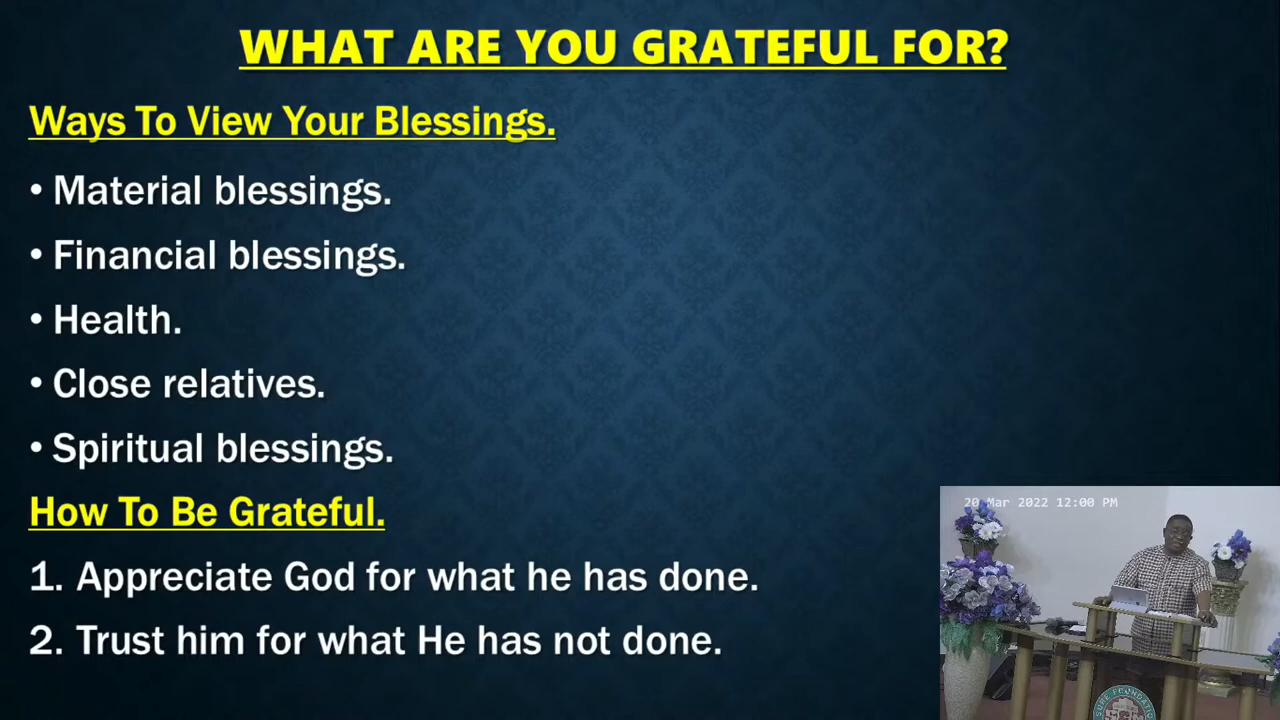 WHAT ARE YOU GRATEFUL FOR?
Ways To View Your Blessings.
• Material blessings.
• Financial blessings.
• Health.
• Close relatives.
• Spiritual blessings.
How To Be Grateful.
1. Appreciate God for what he has done.
2. Trust him for what He has not done.
20 Mar 2022 12:00 PM
SURE FOUNDATION